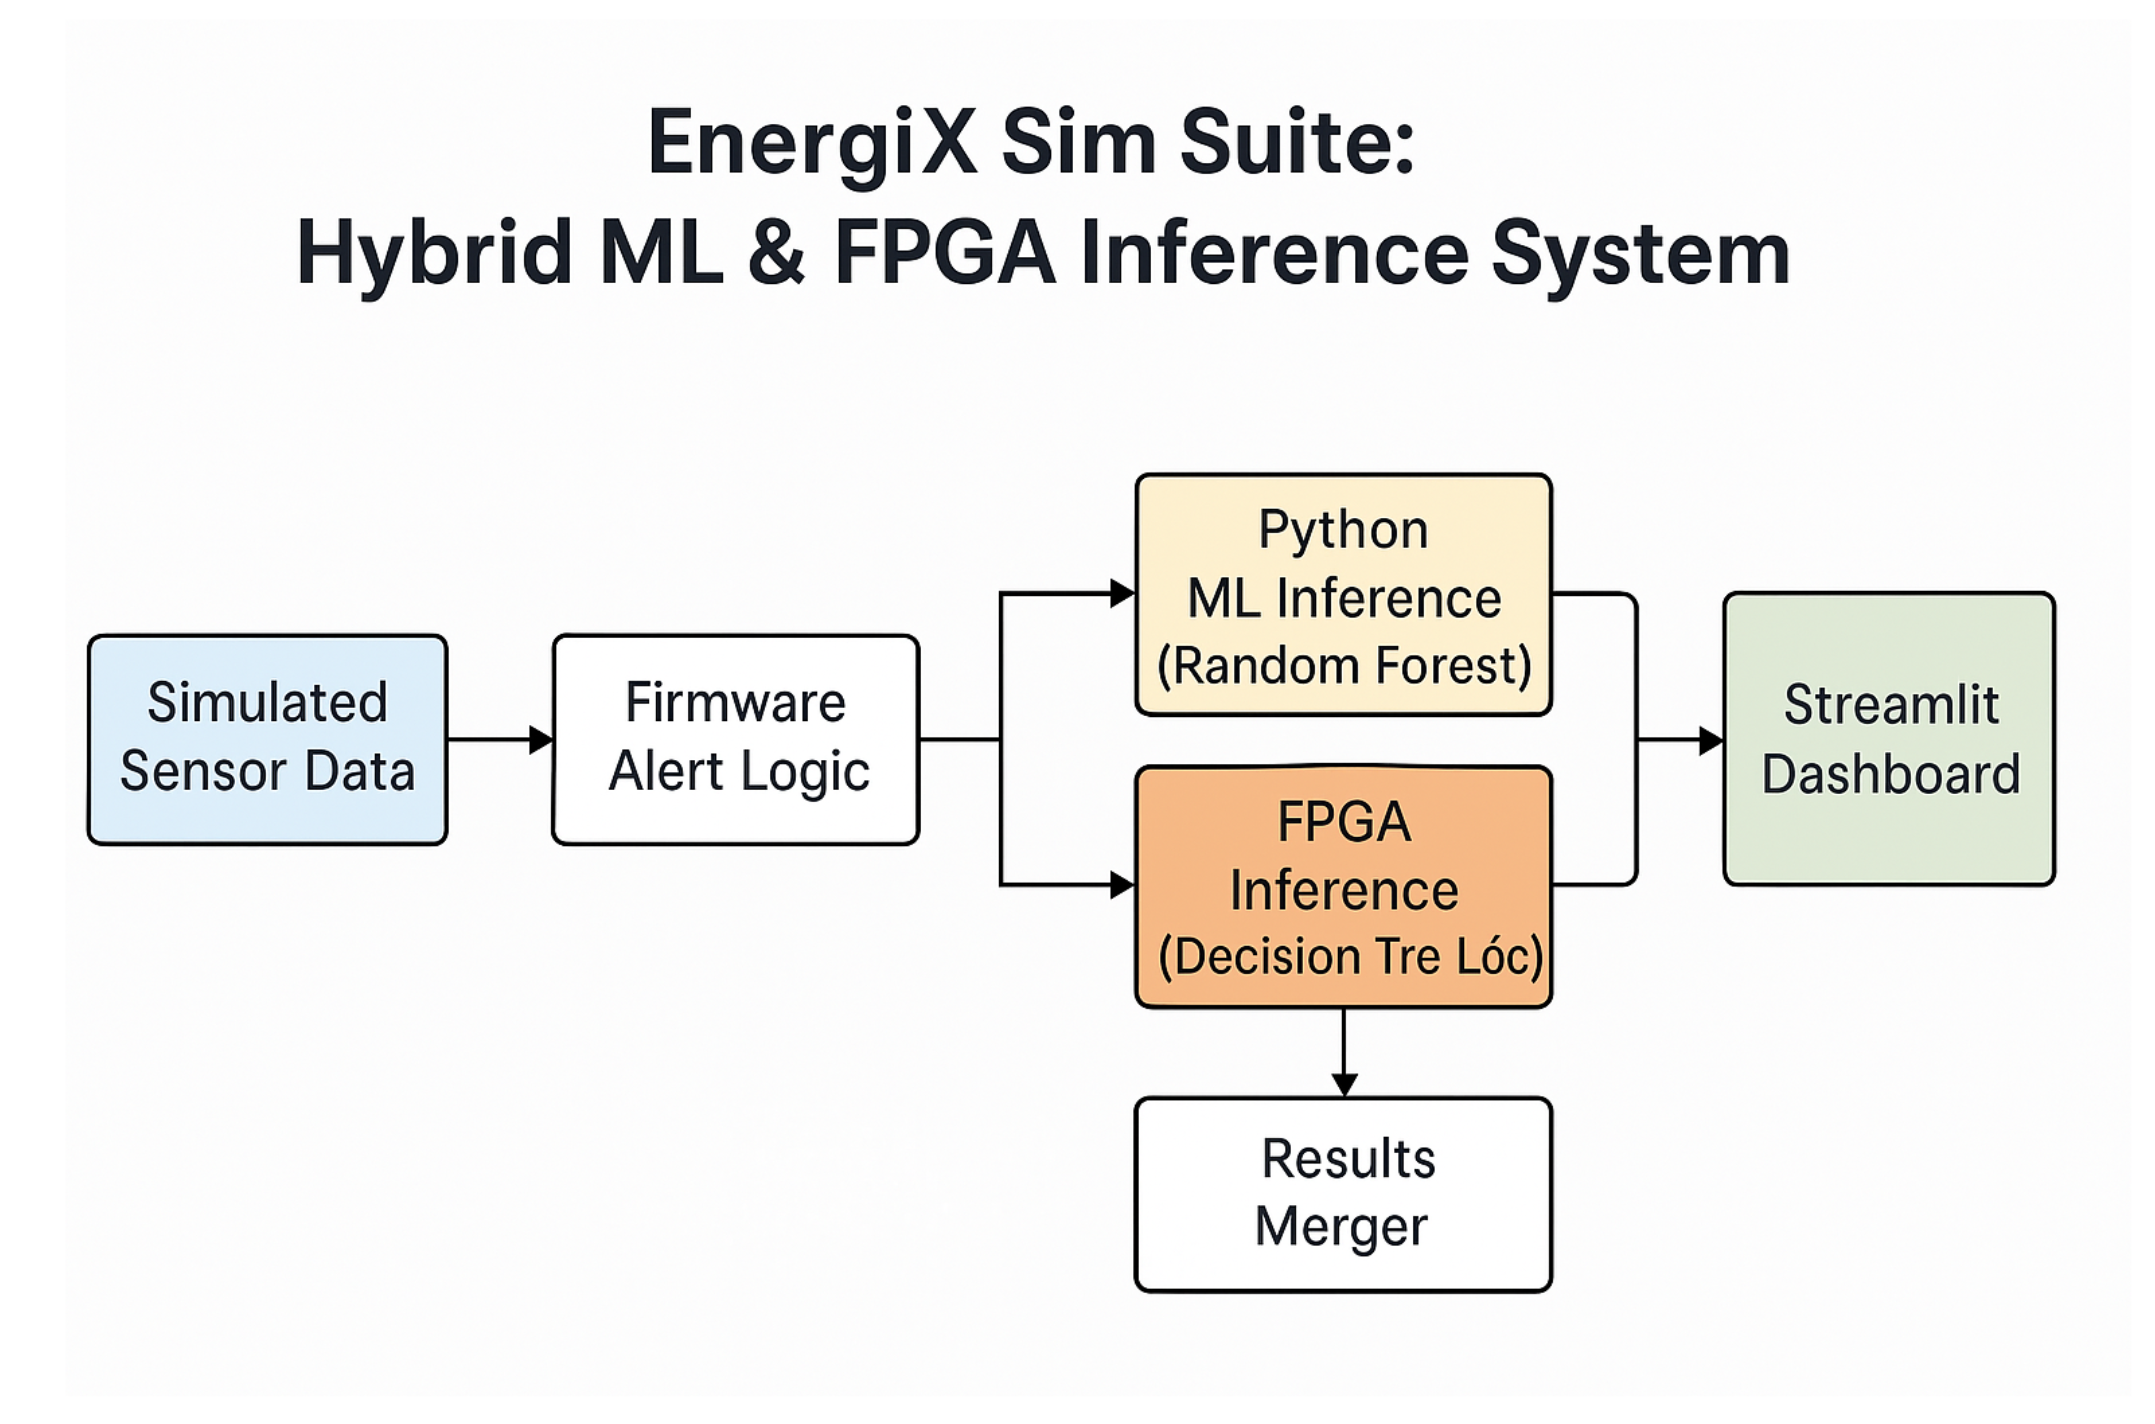 EnergiX Sim Suite:
Hybrid ML & FPGA Inference System
Simulated
Sensor Data
Firmware
Alert Logic
Python
ML Inference
(Random Forest)
FPGA
Inference
(Decision Tre Lóc)
Streamlit
Dashboard
Results
Merger